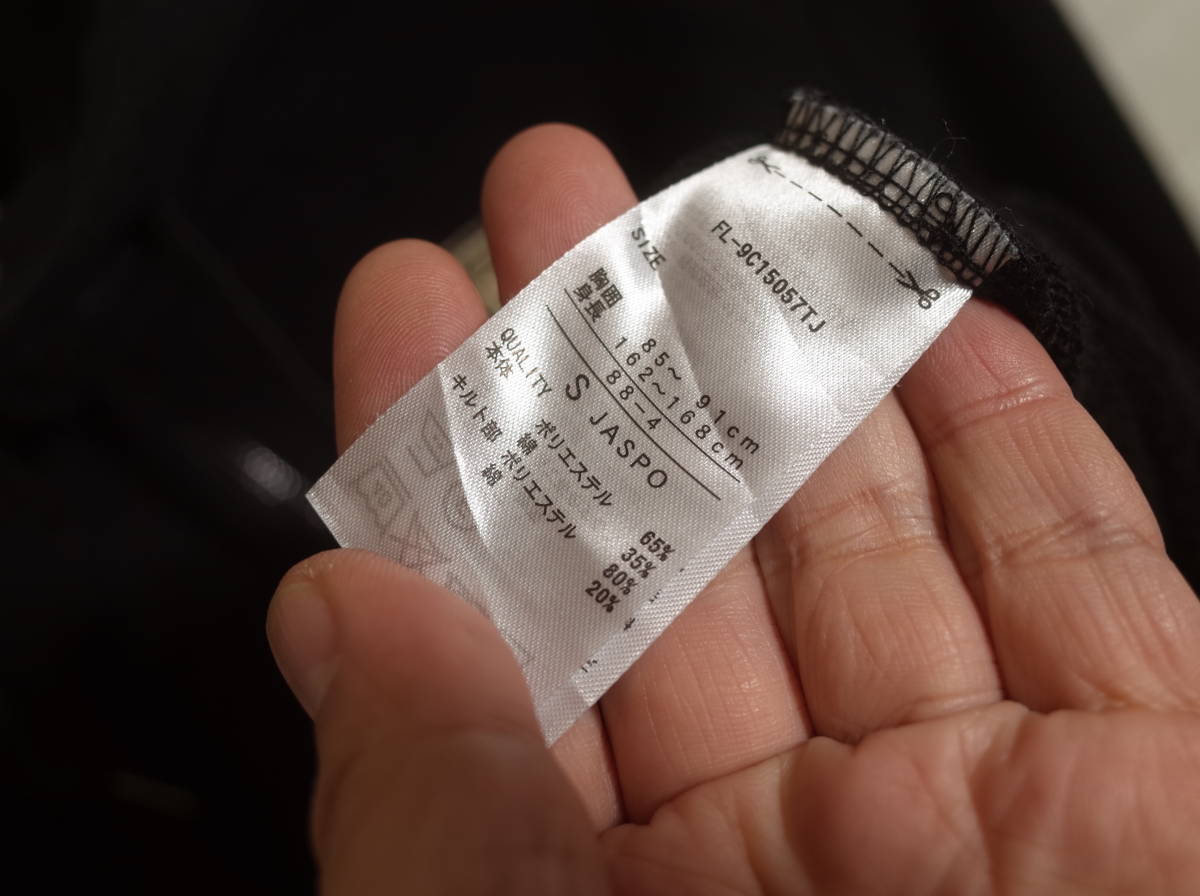 FL-9C15057TJ
SIZE
胸囲 85～ 91cm
身長 162～168cm
88-4
S JASPO
QUALITY
本体 ポリエステル 65%
綿 35%
キルト部 ポリエステル 80%
綿 20%